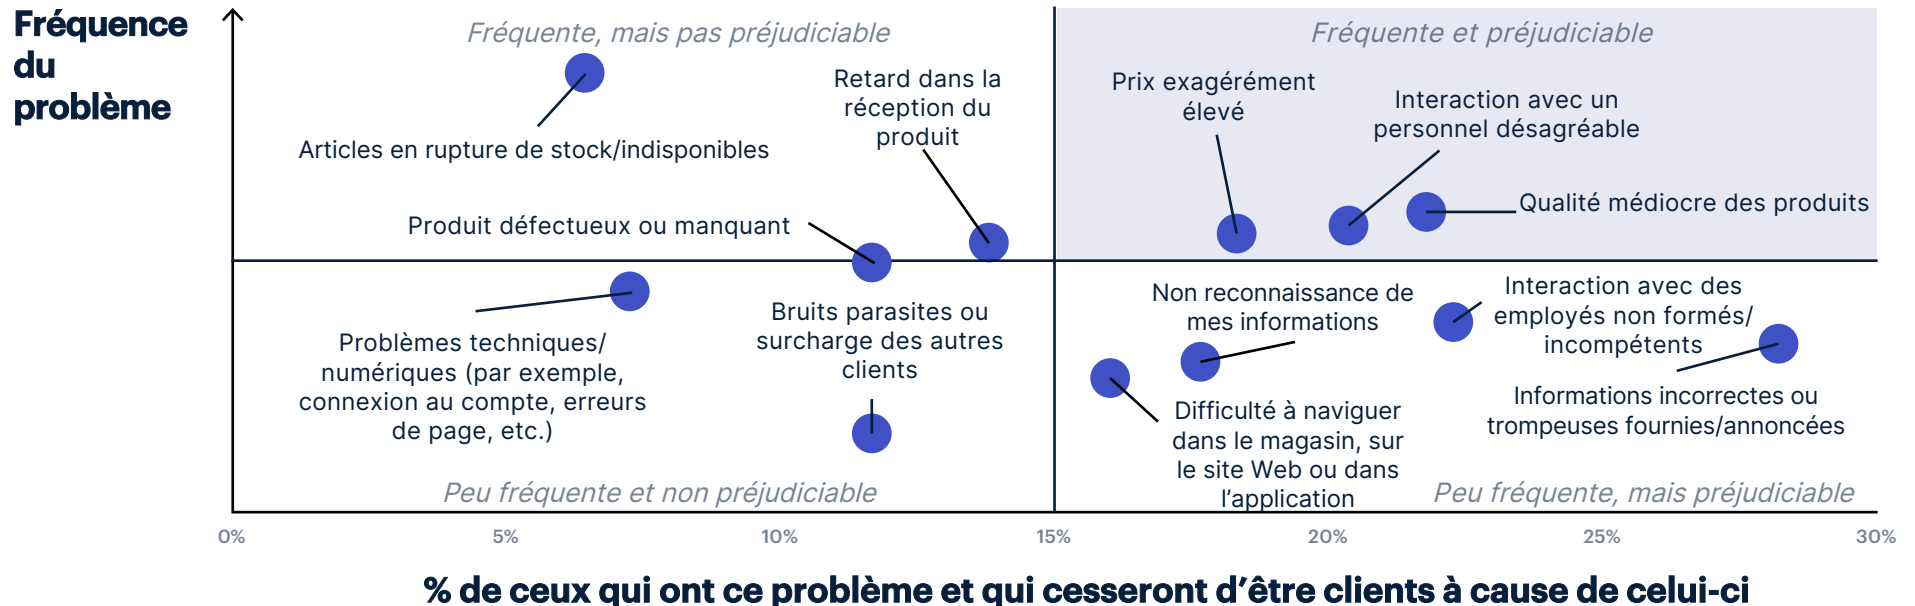 Fréquence
du
problème
Fréquente, mais pas préjudiciable
Fréquente et préjudiciable
Articles en rupture de stock/indisponibles
Retard dans la
réception du
produit
Produit défectueux ou manquant
Prix exagérément
élevé
Interaction avec un
personnel désagréable
Qualité médiocre des produits
Problèmes techniques/
numériques (par exemple,
connexion au compte, erreurs
de page, etc.)
Bruits parasites ou
surcharge des autres
clients
Non reconnaissance de
mes informations
Interaction avec des
employés non formés/
incompétents
Difficulté à naviguer
dans le magasin, sur
le site Web ou dans
l’application
Informations incorrectes ou
trompeuses fournies/annoncées
Peu fréquente et non préjudiciable
Peu fréquente, mais préjudiciable
0%
5%
10%
15%
20%
25%
30%
% de ceux qui ont ce problème et qui cesseront d’être clients à cause de celui-ci